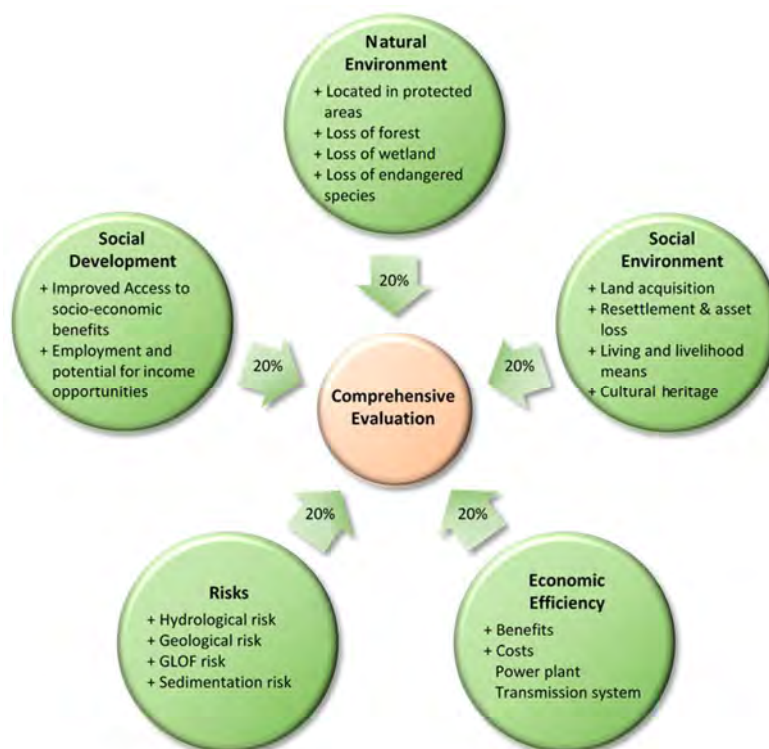 Natural
Environment
+ Located in protected
areas
+ Loss of forest
+ Loss of wetland
+ Loss of endangered
species
Social
Development
+ Improved Access to
socio-economic
benefits
+ Employment and
potential for income
opportunities
20%
Social
Environment
+ Land acquisition
+ Resettlement & asset
loss
+ Living and livelihood
means
+ Cultural heritage
20%
20%
Comprehensive
Evaluation
20%
20%
Risks
+ Hydrological risk
+ Geological risk
+ GLOF risk
+ Sedimentation risk
Economic
Efficiency
+ Benefits
+ Costs
Power plant
Transmission system